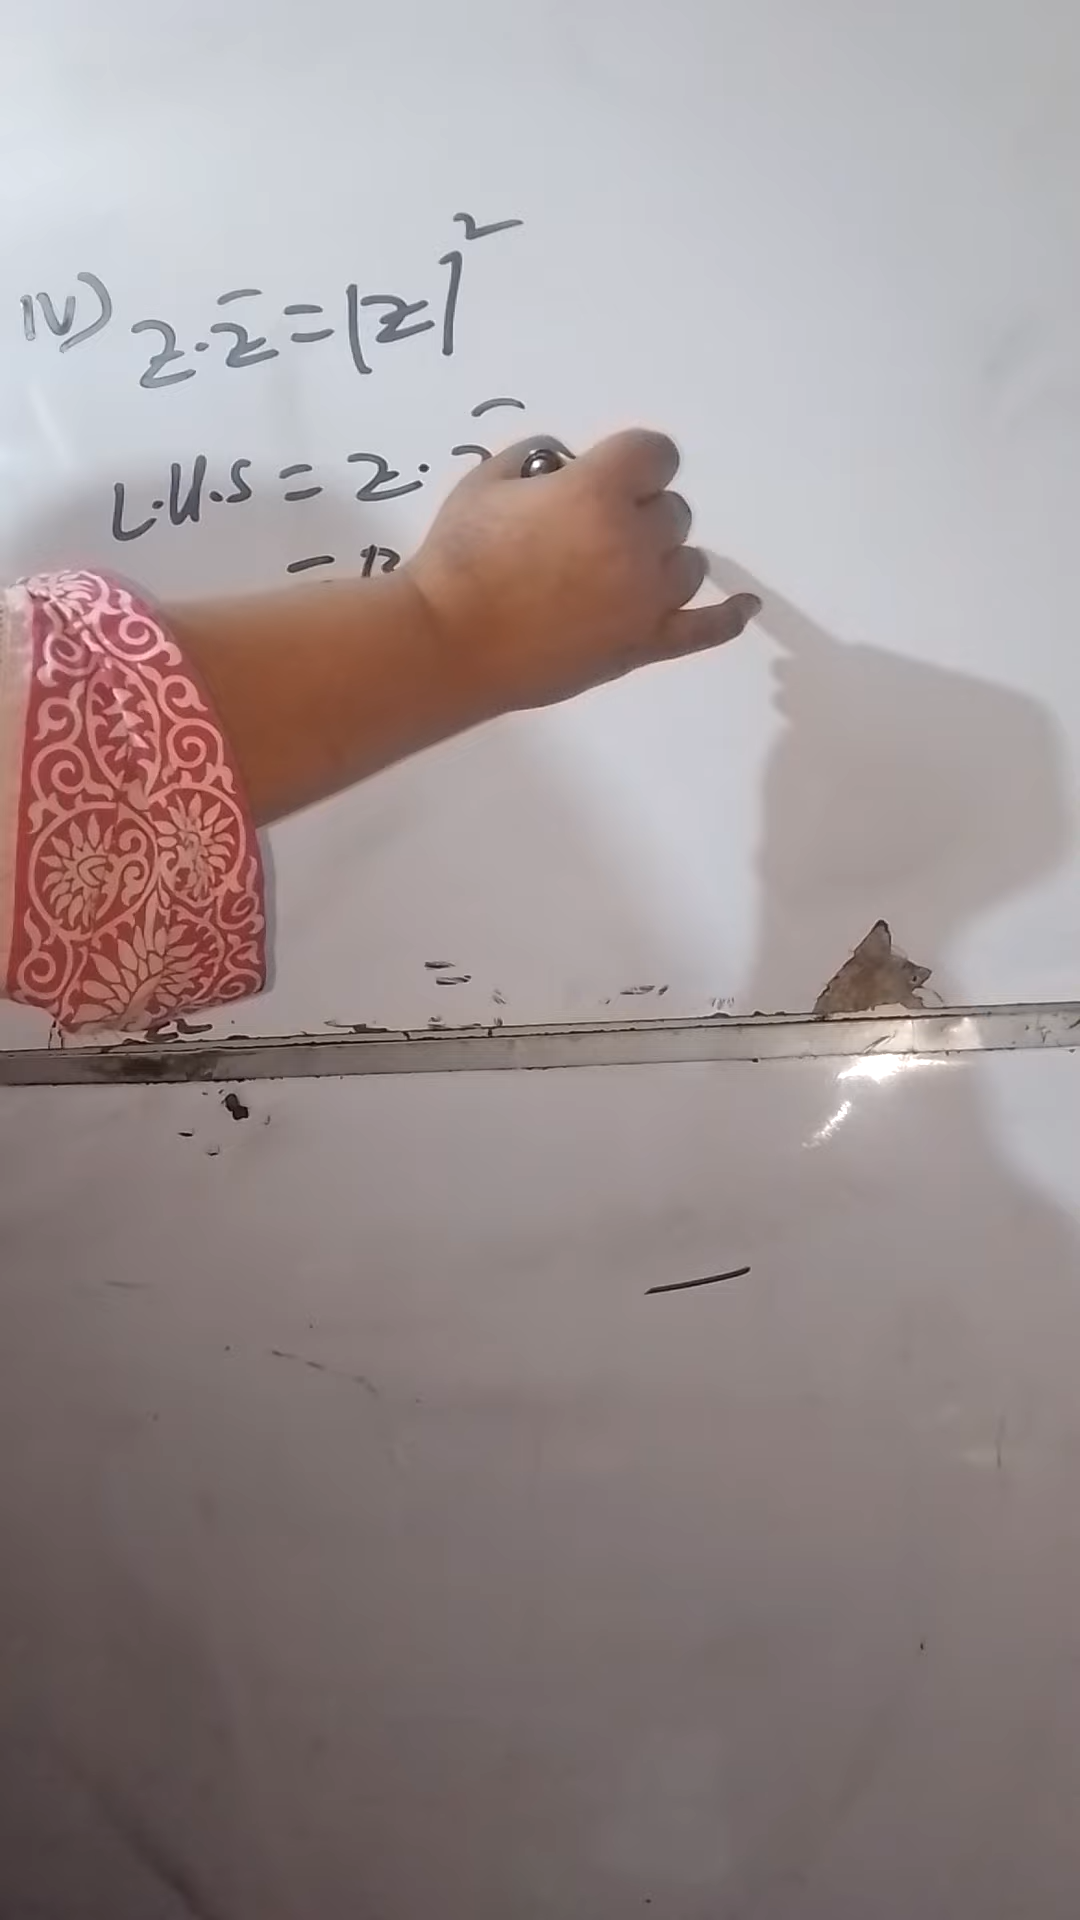 IV) z.z̄ = |z|²
L.H.S = z.
=